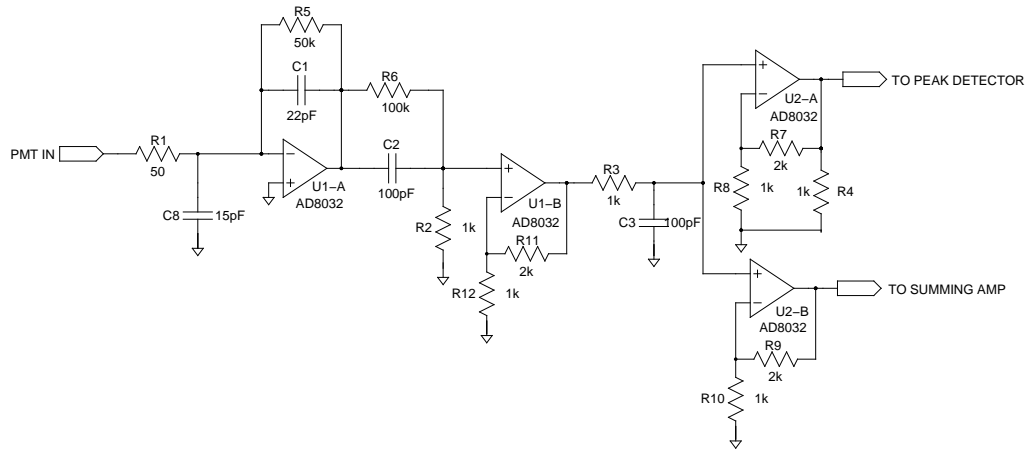 R5
50k
C1
22pF
R6
100k
PMT IN
R1
50
C8
15pF
U1-A
AD8032
C2
100pF
R2
1k
U1-B
AD8032
R11
2k
R12
1k
R3
1k
C3
100pF
U2-A
AD8032
TO PEAK DETECTOR
R7
2k
R8
1k
1k
R4
U2-B
AD8032
TO SUMMING AMP
R9
2k
R10
1k